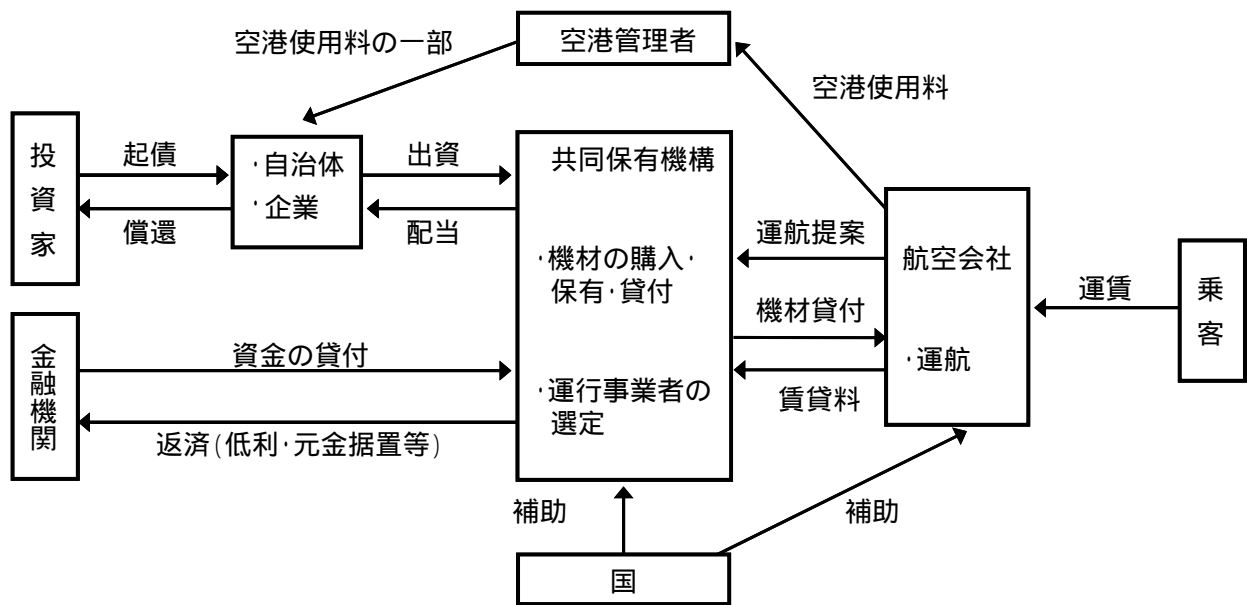 空港使用料の一部
空港管理者
空港使用料
投資家
起債
償還
・自治体
・企業
出資
配当
共同保有機構
・機材の購入・
保有・貸付
・運行事業者の
選定
運航提案
機材貸付
賃貸料
航空会社
・運航
運賃
乗客
金融機関
資金の貸付
返済(低利・元金据置等)
補助
補助
国